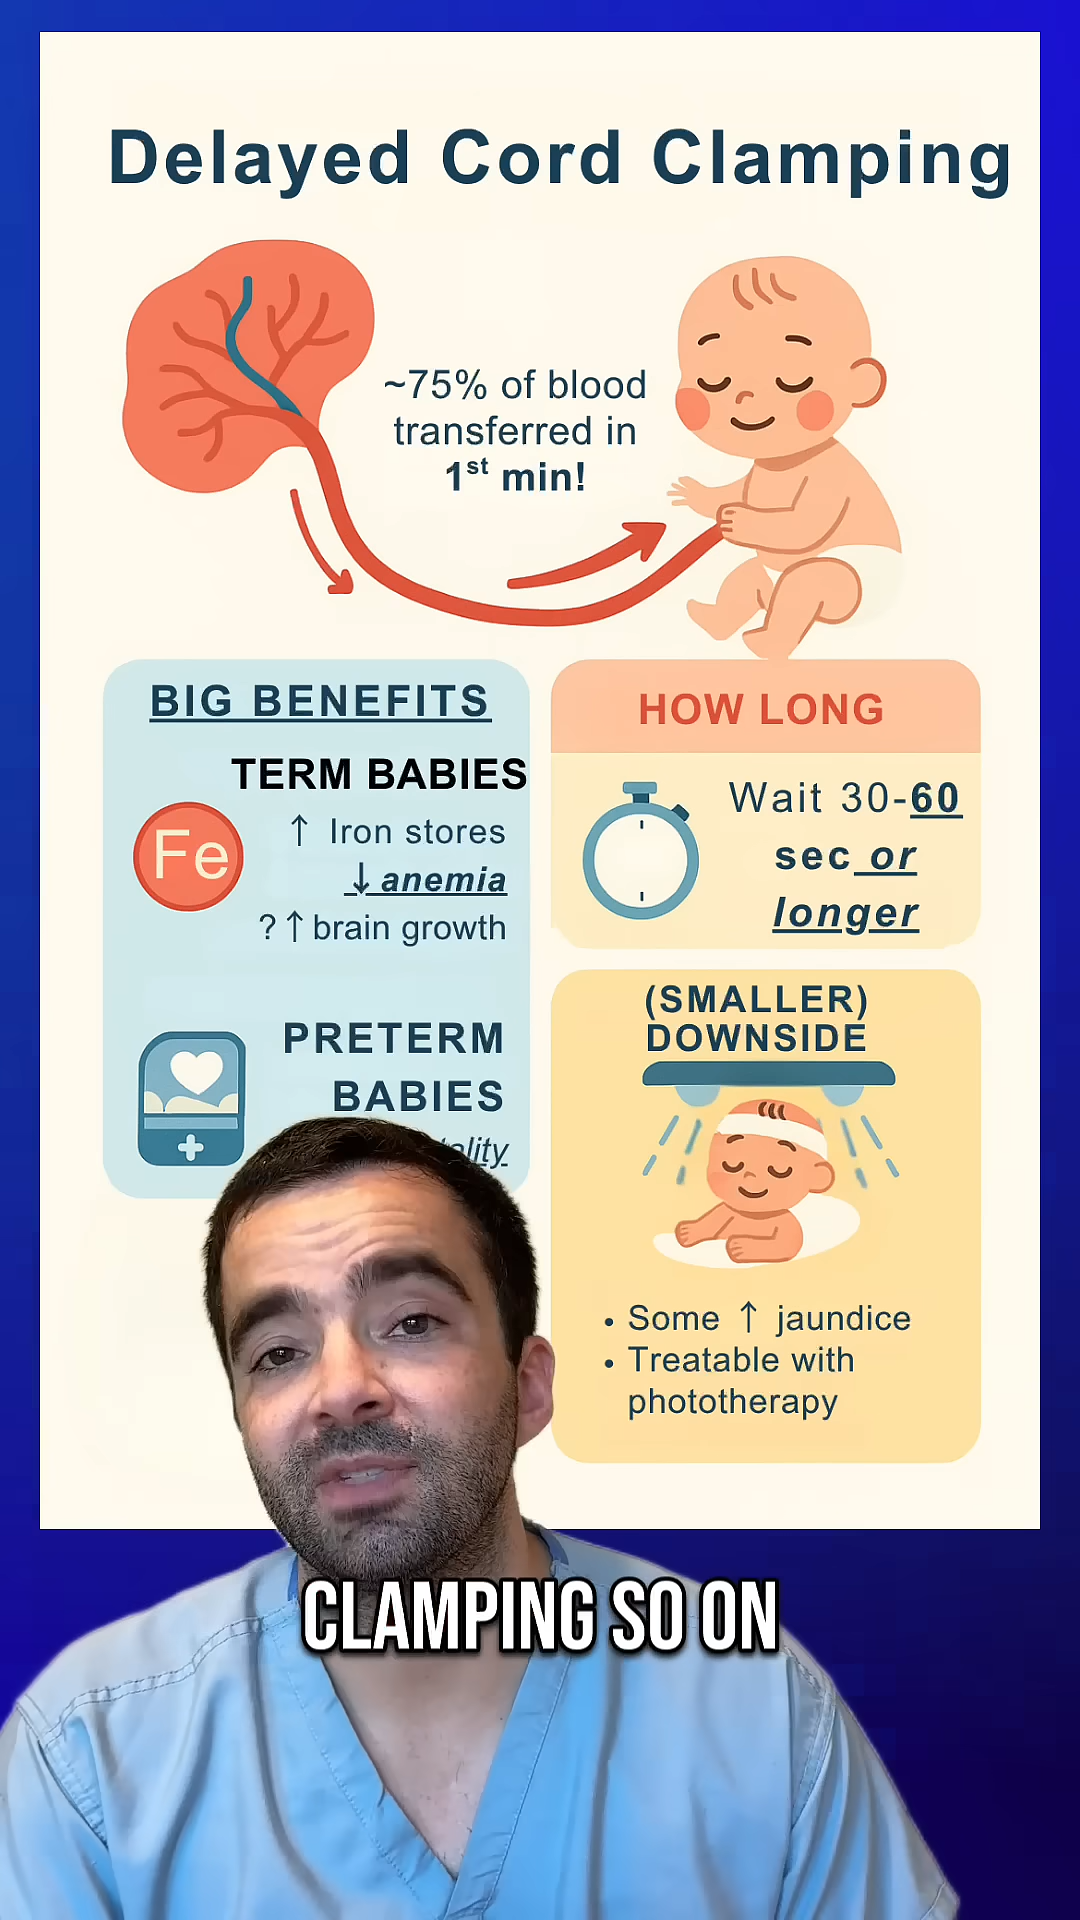 Delayed Cord Clamping
~75% of blood
transferred in
1st min!
BIG BENEFITS
TERM BABIES
Fe
↑ Iron stores
↓ anemia
? ↑ brain growth
PRETERM
BABIES
HOW LONG
Wait 30-60
sec or
longer
(SMALLER)
DOWNSIDE
• Some ↑ jaundice
• Treatable with
phototherapy
CLAMPING SO ON